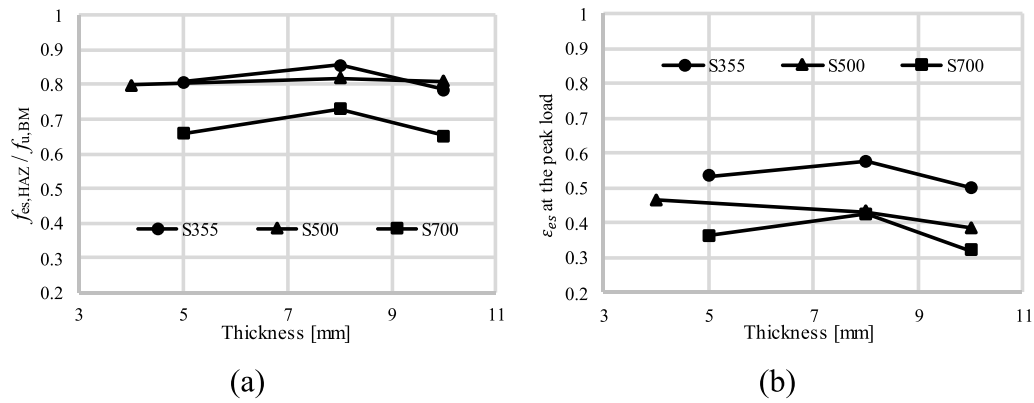 1
0.9
0.8
0.7
0.6
0.5
0.4
0.3
0.2
fes,HAZ / fu,BM
S355 S500 S700
3 5 7 9 11
Thickness [mm]
(a)
1
0.9
0.8
0.7
0.6
0.5
0.4
0.3
0.2
εes at the peak load
S355 S500 S700
3 5 7 9 11
Thickness [mm]
(b)